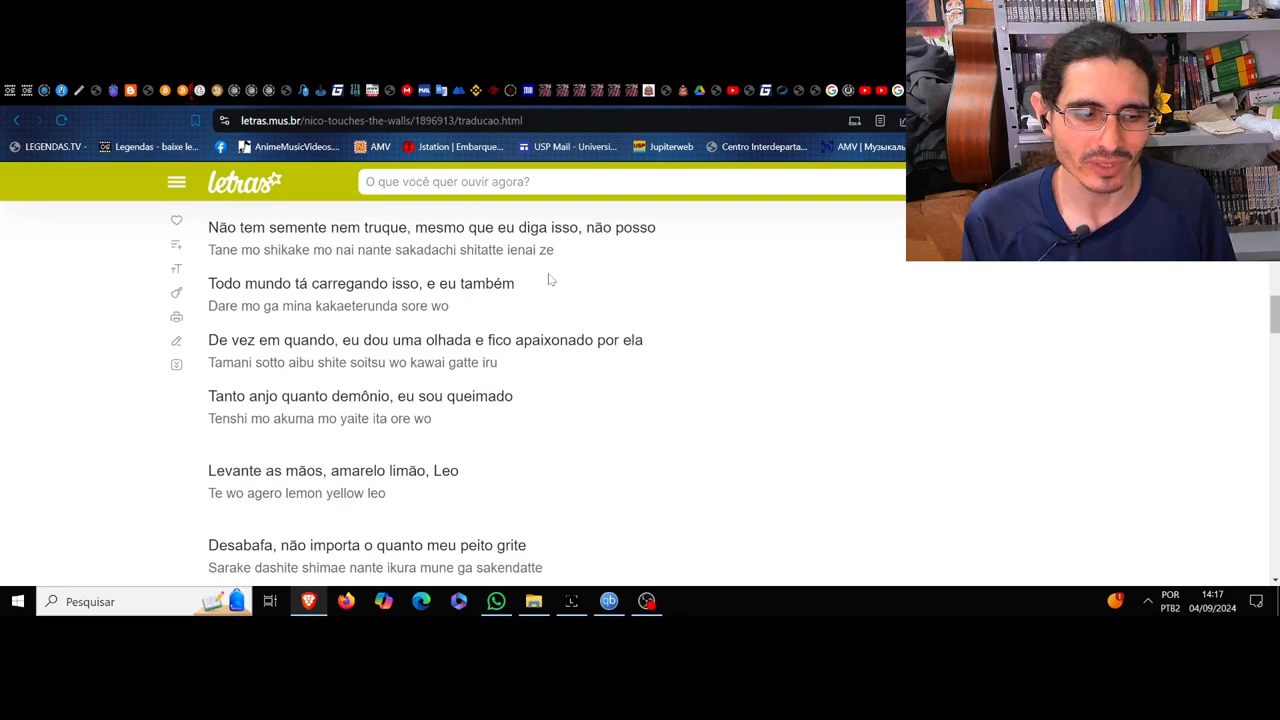 letras.mus.br/nico-touches-the-walls/1896913/traducao.html
LEGENDAS.TV - Legendas - baixe le... AnimeMusicVideos... AMV Jstation | Embarque... USP Mail - Universi... Jupiterweb Centro Interdeparta... AMV | Музыкаль
letras O que você quer ouvir agora?
Não tem semente nem truque, mesmo que eu diga isso, não posso
Tane mo shikake mo nai nante sakadachi shitatte ienai ze
Todo mundo tá carregando isso, e eu também
Dare mo ga mina kakaeterunda sore wo
De vez em quando, eu dou uma olhada e fico apaixonado por ela
Tamani sotto aibu shite soitsu wo kawai gatte iru
Tanto anjo quanto demônio, eu sou queimado
Tenshi mo akuma mo yaite ita ore wo
Levante as mãos, amarelo limão, Leo
Te wo agero lemon yellow leo
Desabafa, não importa o quanto meu peito grite
Sarake dashite shimae nante ikura mune ga sakendatte
Pesquisar
POR 14:17
PTB2 04/09/2024